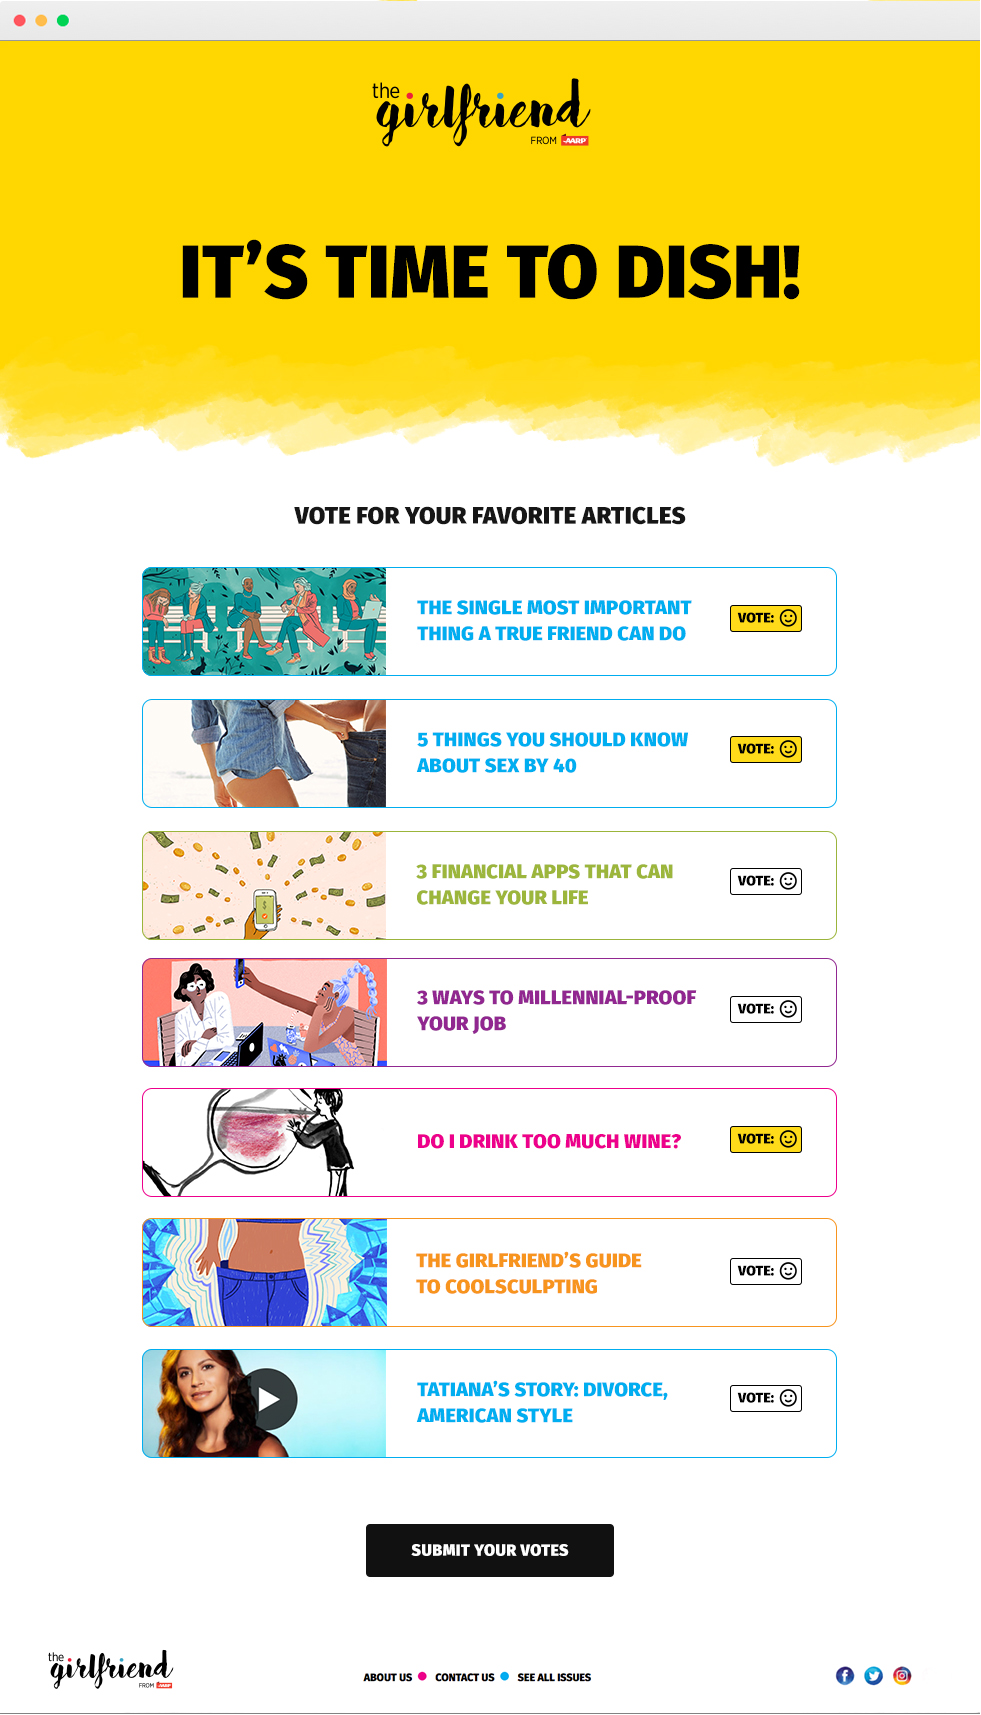 the
girlfriend
FROM AARP
IT'S TIME TO DISH!
VOTE FOR YOUR FAVORITE ARTICLES
THE SINGLE MOST IMPORTANT
THING A TRUE FRIEND CAN DO
VOTE:
5 THINGS YOU SHOULD KNOW
ABOUT SEX BY 40
VOTE:
$
3 FINANCIAL APPS THAT CAN
CHANGE YOUR LIFE
VOTE:
3 WAYS TO MILLENNIAL-PROOF
YOUR JOB
VOTE:
DO I DRINK TOO MUCH WINE?
VOTE:
THE GIRLFRIEND'S GUIDE
TO COOLSCULPTING
VOTE:
TATIANA'S STORY: DIVORCE,
AMERICAN STYLE
VOTE:
SUBMIT YOUR VOTES
the
girlfriend
FROM AARP
ABOUT US CONTACT US SEE ALL ISSUES